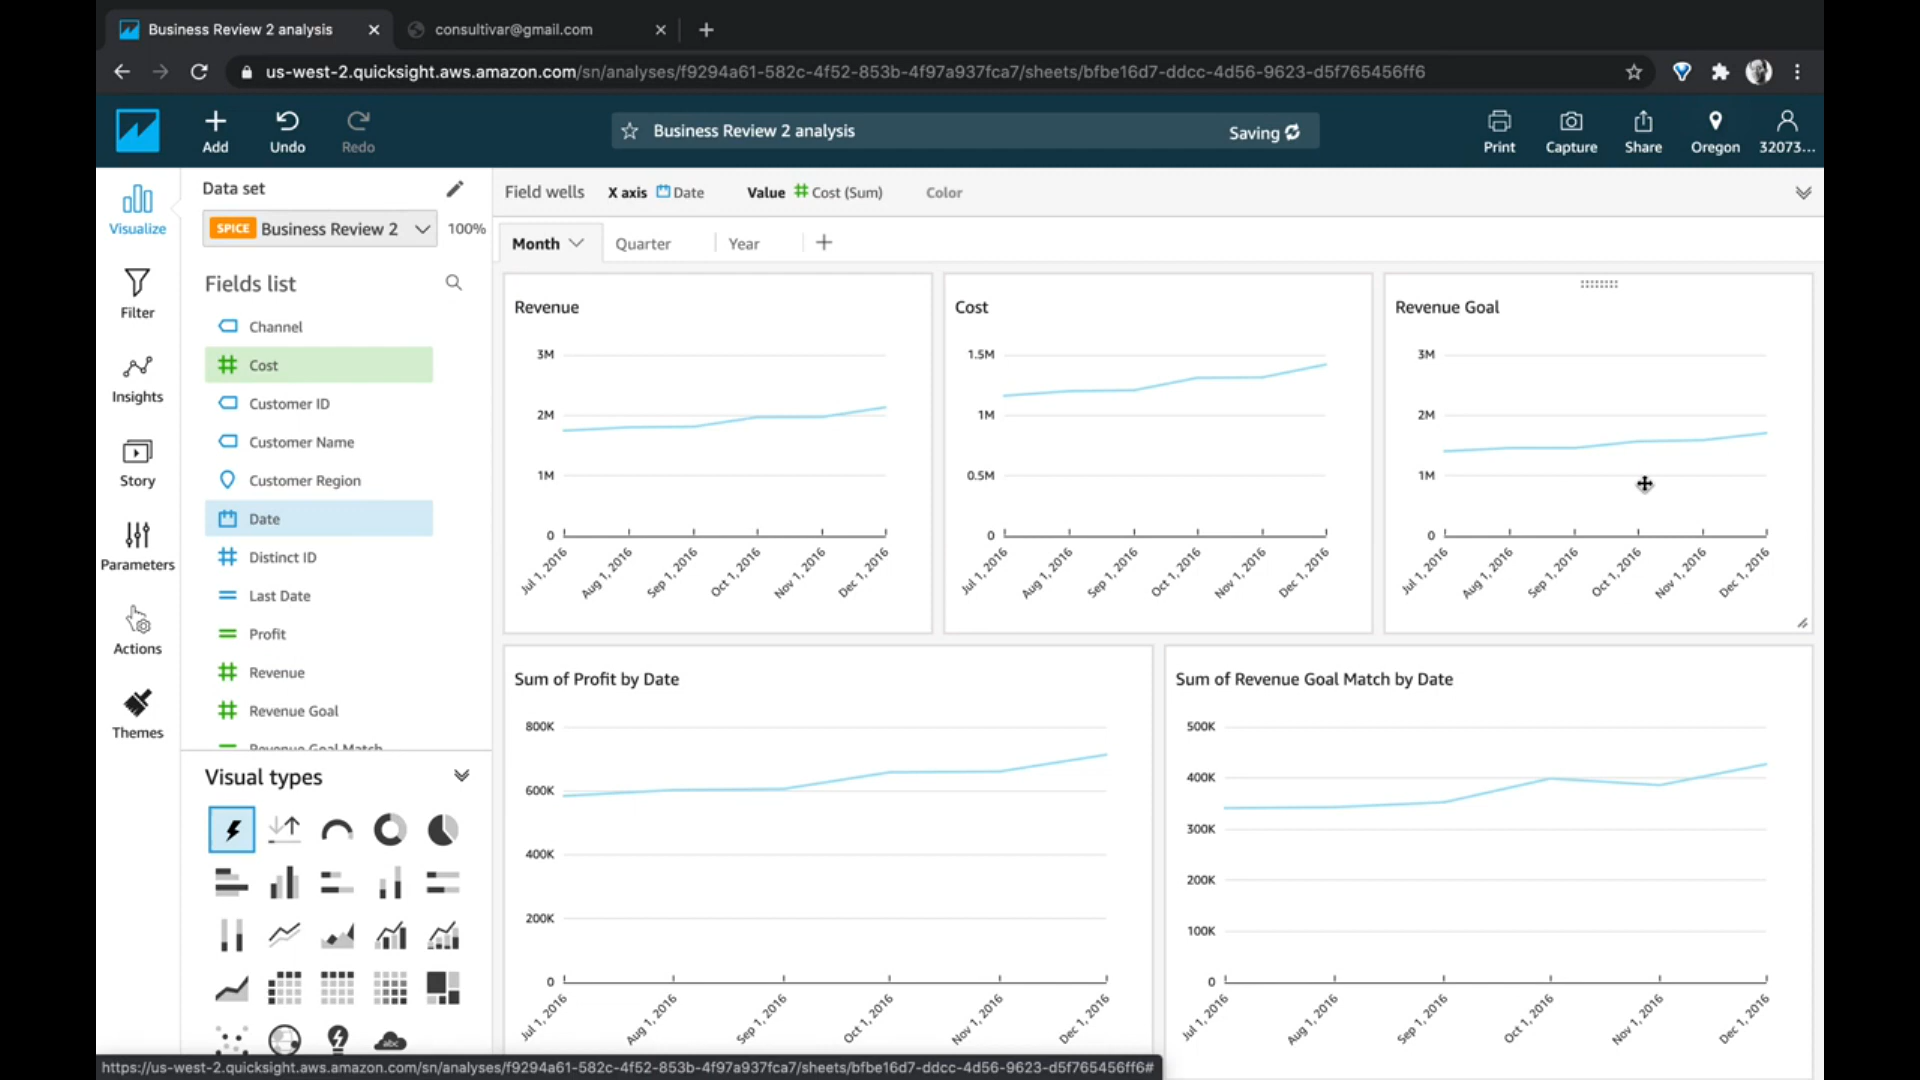 Business Review 2 analysis
consultivar@gmail.com
us-west-2.quicksight.aws.amazon.com/sn/analyses/f9294a61-582c-4f52-853b-4f97a937fca7/sheets/bfbe16d7-ddcc-4d56-9623-d5f765456ff6
Add
Undo
Redo
Business Review 2 analysis
Saving
Print
Capture
Share
Oregon
32073...
Visualize
Filter
Insights
Story
Parameters
Actions
Themes
Data set
SPICE Business Review 2 100%
Fields list
Channel
Cost
Customer ID
Customer Name
Customer Region
Date
Distinct ID
Last Date
Profit
Revenue
Revenue Goal
Revenue Goal Match
Visual types
abc
Field wells X axis Date Value Cost (Sum) Color
Month Quarter Year
Revenue
3M
2M
1M
0
Jul 1, 2016
Aug 1, 2016
Sep 1, 2016
Oct 1, 2016
Nov 1, 2016
Dec 1, 2016
Cost
1.5M
1M
0.5M
0
Jul 1, 2016
Aug 1, 2016
Sep 1, 2016
Oct 1, 2016
Nov 1, 2016
Dec 1, 2016
Revenue Goal
3M
2M
1M
0
Jul 1, 2016
Aug 1, 2016
Sep 1, 2016
Oct 1, 2016
Nov 1, 2016
Dec 1, 2016
Sum of Profit by Date
800K
600K
400K
200K
0
Jul 1, 2016
Aug 1, 2016
Sep 1, 2016
Oct 1, 2016
Nov 1, 2016
Dec 1, 2016
Sum of Revenue Goal Match by Date
500K
400K
300K
200K
100K
0
Jul 1, 2016
Aug 1, 2016
Sep 1, 2016
Oct 1, 2016
Nov 1, 2016
Dec 1, 2016
https://us-west-2.quicksight.aws.amazon.com/sn/analyses/f9294a61-582c-4f52-853b-4f97a937fca7/sheets/bfbe16d7-ddcc-4d56-9623-d5f765456ff6#